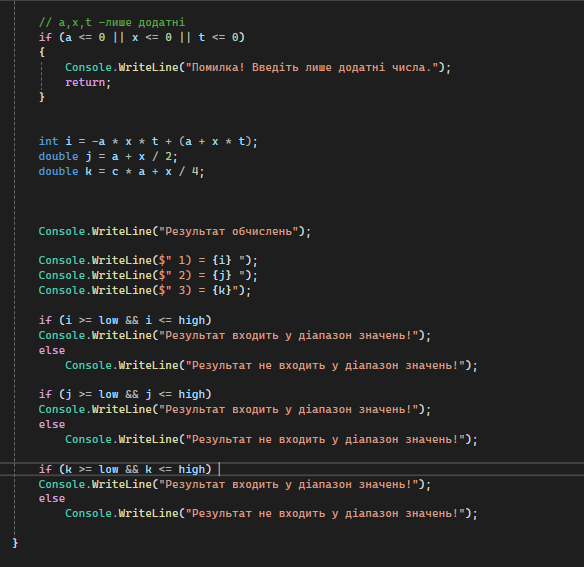 // a,x,t –лише додатні
if (a <= 0 || x <= 0 || t <= 0)
{
Console.WriteLine("Помилка! Введіть лише додатні числа.");
return;
}
int i = –a * x * t + (a + x * t);
double j = a + x / 2;
double k = c * a + x / 4;
Console.WriteLine("Результат обчислень");
Console.WriteLine($" 1) = {i} ");
Console.WriteLine($" 2) = {j} ");
Console.WriteLine($" 3) = {k}");
if (i >= low && i <= high)
Console.WriteLine("Результат входить у діапазон значень!");
else
Console.WriteLine("Результат не входить у діапазон значень!");
if (j >= low && j <= high)
Console.WriteLine("Результат входить у діапазон значень!");
else
Console.WriteLine("Результат не входить у діапазон значень!");
if (k >= low && k <= high)
Console.WriteLine("Результат входить у діапазон значень!");
else
Console.WriteLine("Результат не входить у діапазон значень!");
}